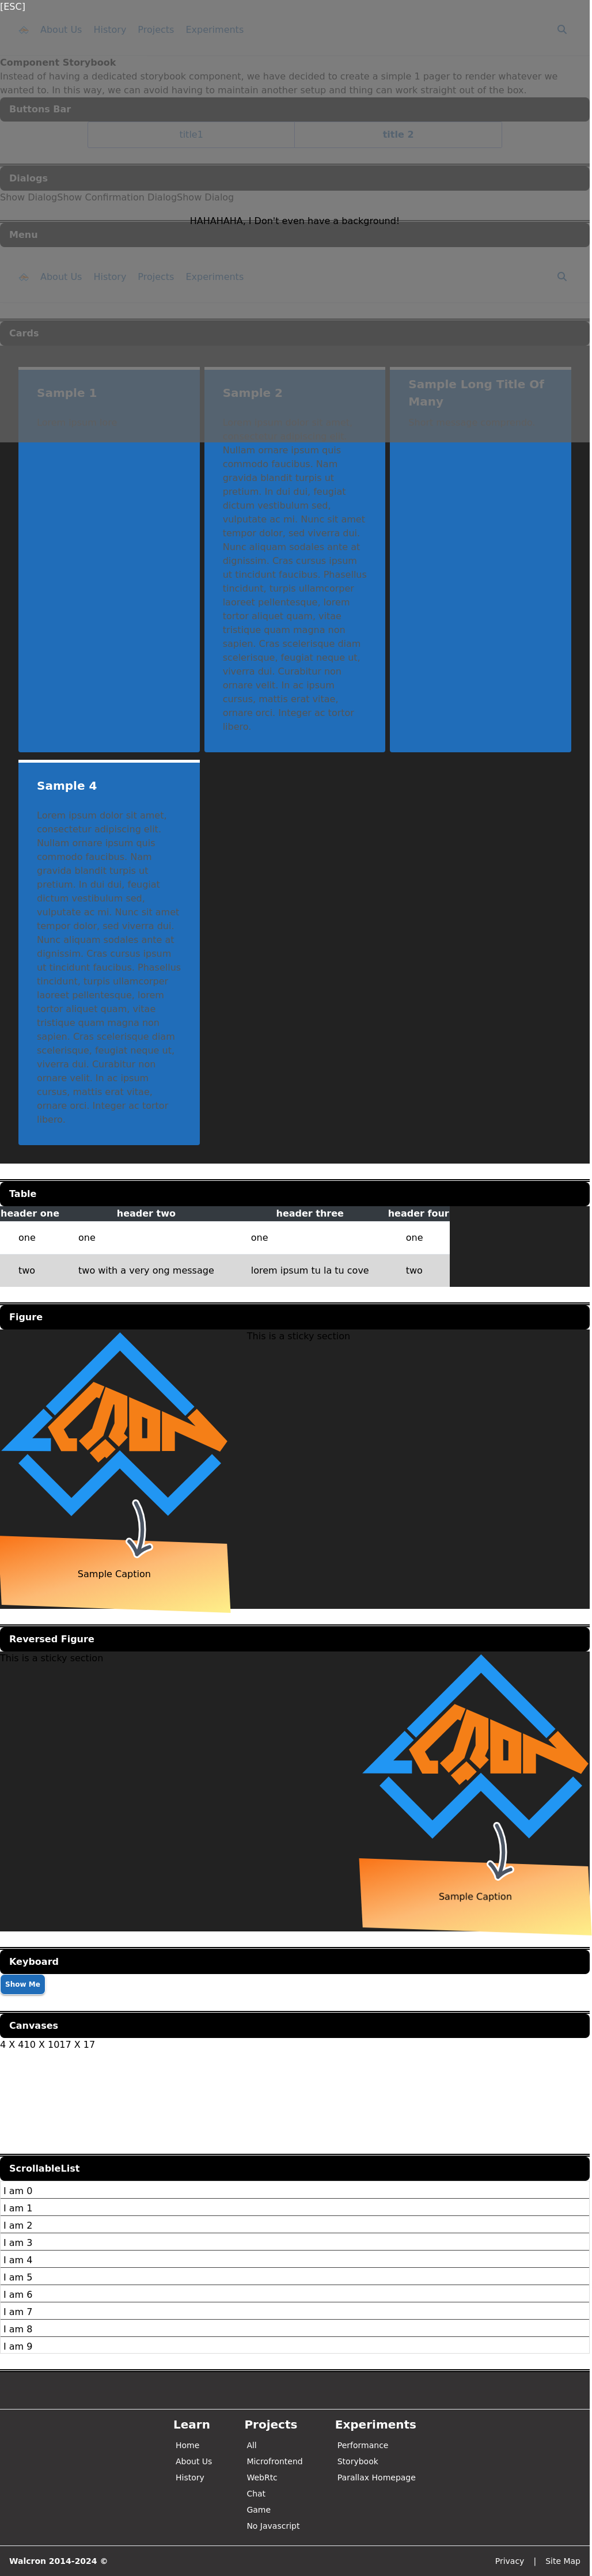 [ESC]
About Us History Projects Experiments
Component Storybook
Instead of having a dedicated storybook component, we have decided to create a simple 1 pager to render whatever we
wanted to. In this way, we can avoid having to maintain another setup and thing can work straight out of the box.
Buttons Bar
title1 title 2
Dialogs
Show DialogShow Confirmation DialogShow Dialog
HAHAHAHA, I Don't even have a background!
Menu
About Us History Projects Experiments
Cards
Sample 1
Sample 2
Nullam ornare ipsum quis
commodo faucibus. Nam
gravida blandit turpis ut
pretium. In dui dui, feugiat
dictum vestibulum sed,
vulputate ac mi. Nunc sit amet
tempor dolor, sed viverra dui.
Nunc aliquam sodales ante at
dignissim. Cras cursus ipsum
ut tincidunt faucibus. Phasellus
tincidunt, turpis ullamcorper
laoreet pellentesque, lorem
tortor aliquet quam, vitae
tristique quam magna non
sapien. Cras scelerisque diam
scelerisque, feugiat neque ut,
viverra dui. Curabitur non
ornare velit. In ac ipsum
cursus, mattis erat vitae,
ornare orci. Integer ac tortor
libero.
Sample Long Title Of
Many
Sample 4
Lorem ipsum dolor sit amet,
consectetur adipiscing elit.
Nullam ornare ipsum quis
commodo faucibus. Nam
gravida blandit turpis ut
pretium. In dui dui, feugiat
dictum vestibulum sed,
vulputate ac mi. Nunc sit amet
tempor dolor, sed viverra dui.
Nunc aliquam sodales ante at
dignissim. Cras cursus ipsum
ut tincidunt faucibus. Phasellus
tincidunt, turpis ullamcorper
laoreet pellentesque, lorem
tortor aliquet quam, vitae
tristique quam magna non
sapien. Cras scelerisque diam
scelerisque, feugiat neque ut,
viverra dui. Curabitur non
ornare velit. In ac ipsum
cursus, mattis erat vitae,
ornare orci. Integer ac tortor
libero.
Table
header one header two header three header four
one one one one
two two with a very ong message lorem ipsum tu la tu cove two
Figure
This is a sticky section
Sample Caption
Reversed Figure
This is a sticky section
Sample Caption
Keyboard
Show Me
Canvases
4 X 410 X 1017 X 17
ScrollableList
I am 0
I am 1
I am 2
I am 3
I am 4
I am 5
I am 6
I am 7
I am 8
I am 9
Learn Projects Experiments
Home All Performance
About Us Microfrontend Storybook
History WebRtc Parallax Homepage
Chat
Game
No Javascript
Walcron 2014-2024 © Privacy | Site Map